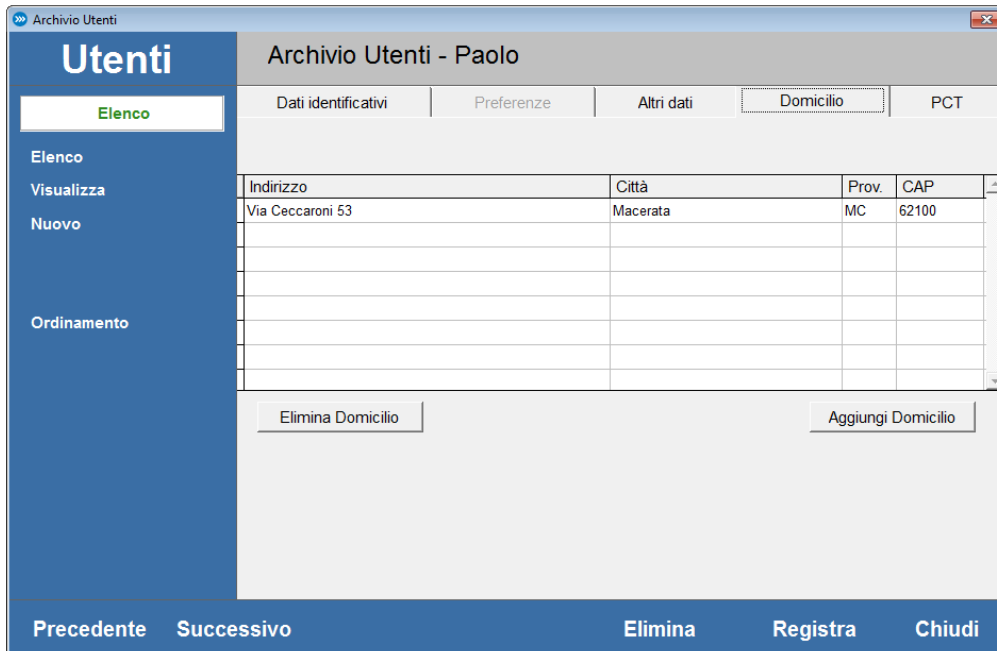 Archivio Utenti
Utenti
Archivio Utenti - Paolo
Elenco
Dati identificativi Preferenze Altri dati Domicilio PCT
Elenco
Visualizza
Nuovo
Ordinamento
Indirizzo Città Prov. CAP
Via Ceccaroni 53 Macerata MC 62100
Elimina Domicilio Aggiungi Domicilio
Precedente Successivo Elimina Registra Chiudi